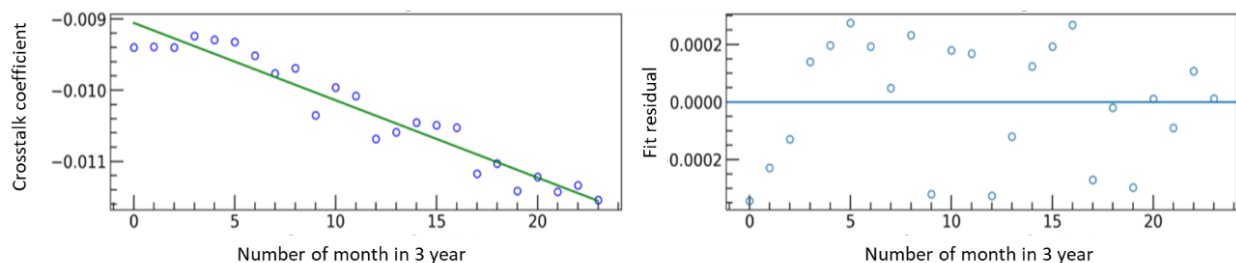 Crosstalk coefficient
−0.009
−0.010
−0.011
0 5 10 15 20
Number of month in 3 year
Fit residual
0.0002
0.0000
0.0002
0 5 10 15 20
Number of month in 3 year